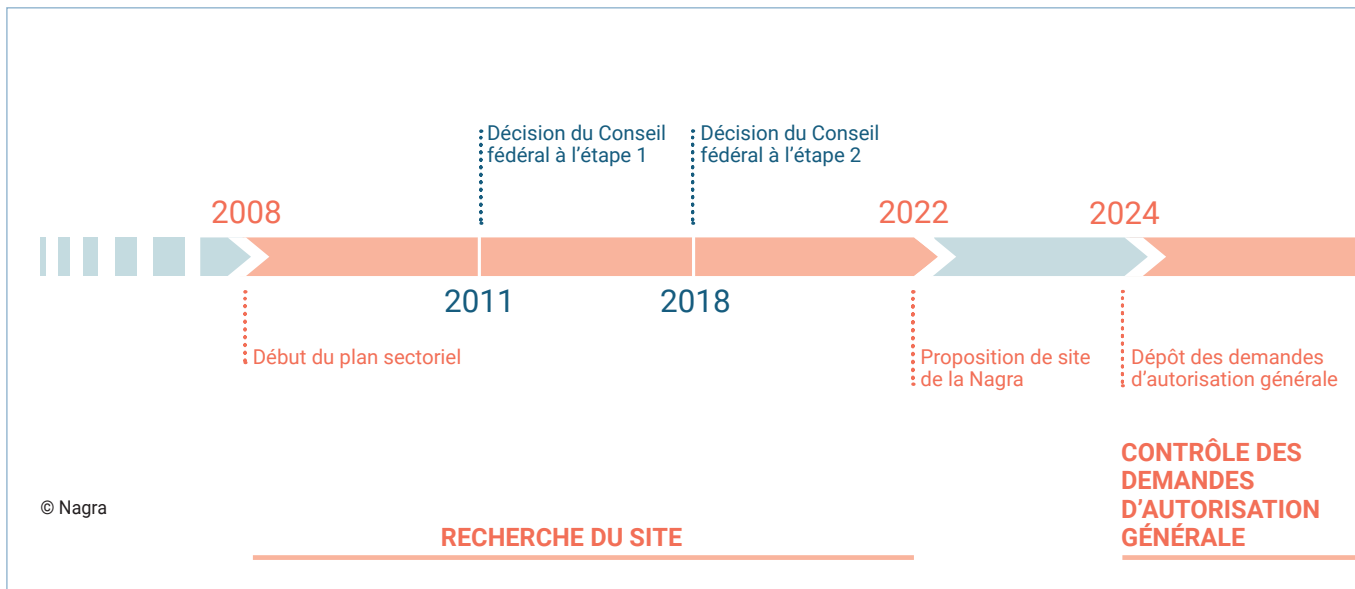 Décision du Conseil
fédéral à l’étape 1
Décision du Conseil
fédéral à l’étape 2
2008
2022
2024
2011
2018
Début du plan sectoriel
Proposition de site
de la Nagra
Dépôt des demandes
d’autorisation générale
CONTRÔLE DES
DEMANDES
D’AUTORISATION
GÉNÉRALE
© Nagra
RECHERCHE DU SITE